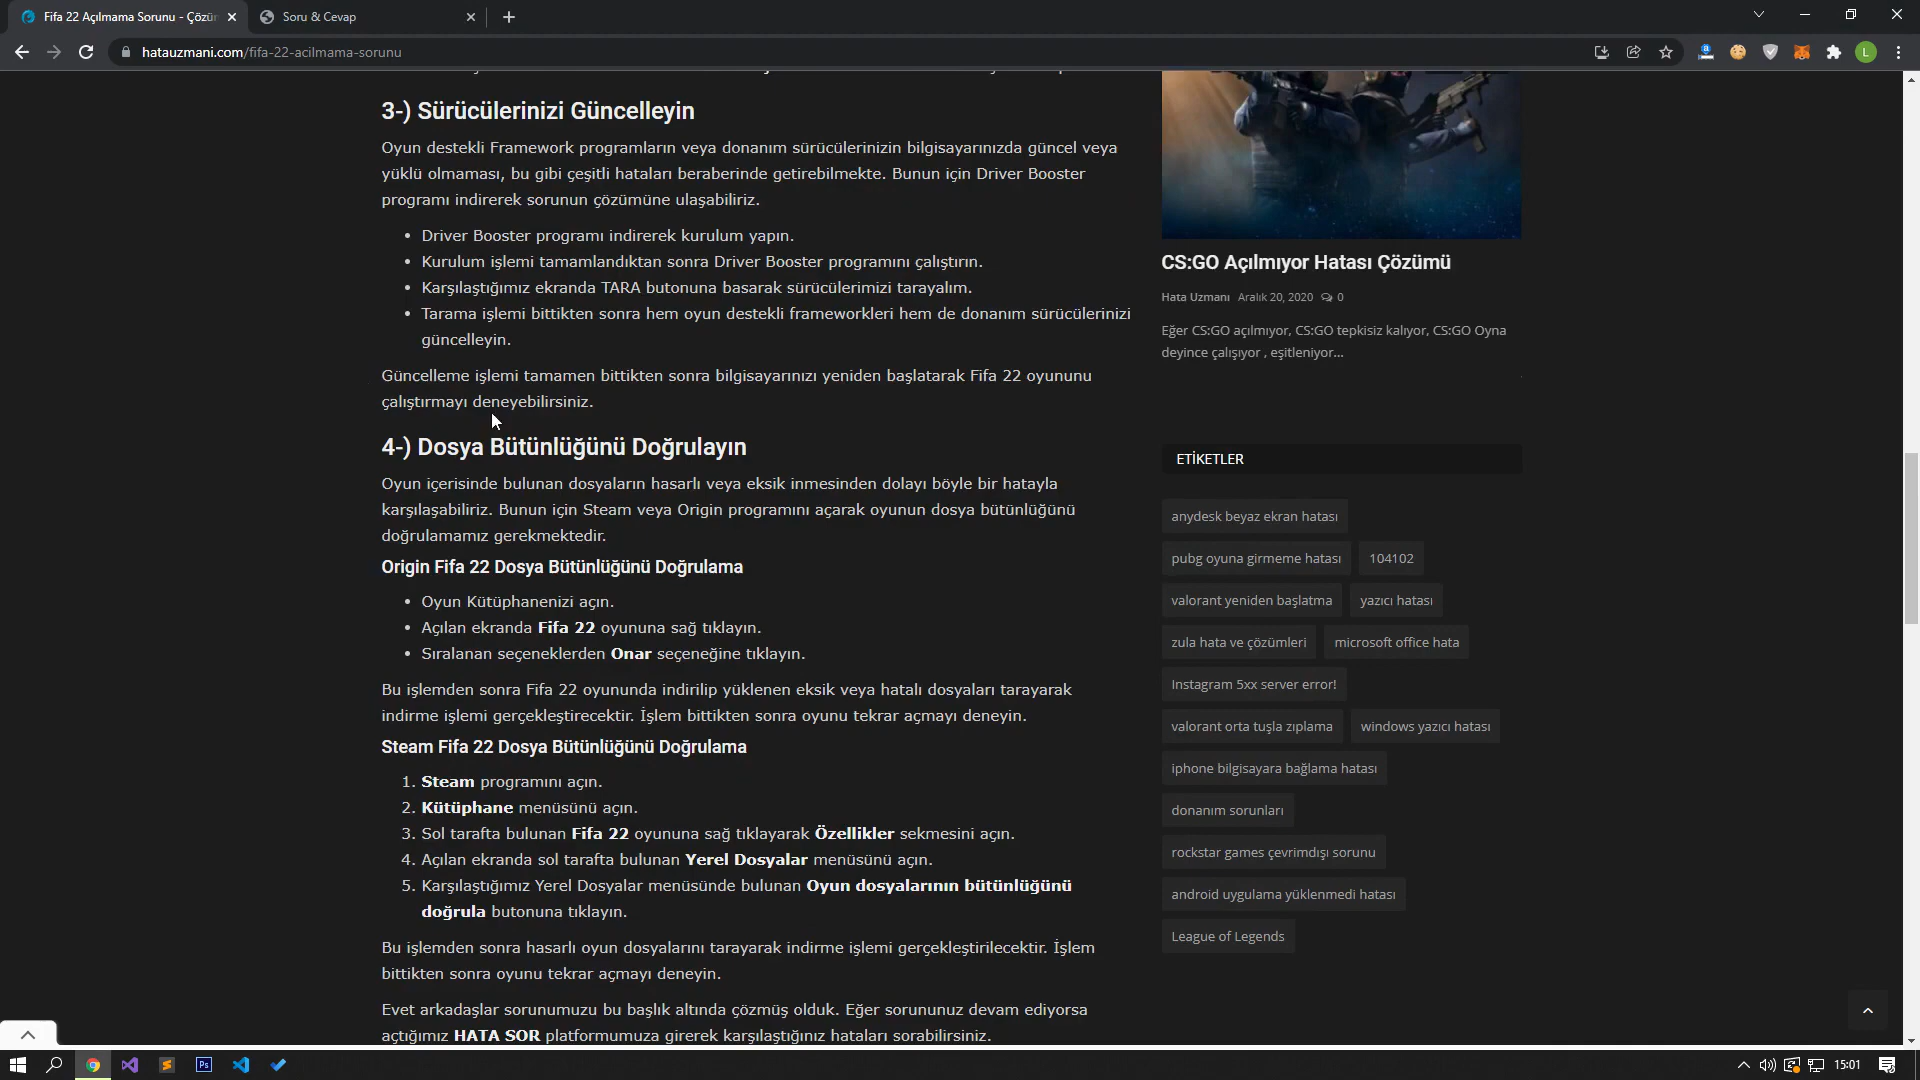 Fifa 22 Açılmama Sorunu - Çözü
Soru & Cevap
hatauzmani.com/fifa-22-acilmama-sorunu
L
3-) Sürücülerinizi Güncelleyin
Oyun destekli Framework programların veya donanım sürücülerinizin bilgisayarınızda güncel veya
yüklü olmaması, bu gibi çeşitli hataları beraberinde getirebilmekte. Bunun için Driver Booster
programı indirerek sorunun çözümüne ulaşabiliriz.
• Driver Booster programı indirerek kurulum yapın.
• Kurulum işlemi tamamlandıktan sonra Driver Booster programını çalıştırın.
• Karşılaştığımız ekranda TARA butonuna basarak sürücülerimizi tarayalım.
• Tarama işlemi bittikten sonra hem oyun destekli frameworkleri hem de donanım sürücülerinizi
güncelleyin.
Güncelleme işlemi tamamen bittikten sonra bilgisayarınızı yeniden başlatarak Fifa 22 oyununu
çalıştırmayı deneyebilirsiniz.
4-) Dosya Bütünlüğünü Doğrulayın
Oyun içerisinde bulunan dosyaların hasarlı veya eksik inmesinden dolayı böyle bir hatayla
karşılaşabiliriz. Bunun için Steam veya Origin programını açarak oyunun dosya bütünlüğünü
doğrulamamız gerekmektedir.
Origin Fifa 22 Dosya Bütünlüğünü Doğrulama
• Oyun Kütüphanenizi açın.
• Açılan ekranda Fifa 22 oyununa sağ tıklayın.
• Sıralanan seçeneklerden Onar seçeneğine tıklayın.
Bu işlemden sonra Fifa 22 oyununda indirilip yüklenen eksik veya hatalı dosyaları tarayarak
indirme işlemi gerçekleştirecektir. İşlem bittikten sonra oyunu tekrar açmayı deneyin.
Steam Fifa 22 Dosya Bütünlüğünü Doğrulama
1. Steam programını açın.
2. Kütüphane menüsünü açın.
3. Sol tarafta bulunan Fifa 22 oyununa sağ tıklayarak Özellikler sekmesini açın.
4. Açılan ekranda sol tarafta bulunan Yerel Dosyalar menüsünü açın.
5. Karşılaştığımız Yerel Dosyalar menüsünde bulunan Oyun dosyalarının bütünlüğünü
doğrula butonuna tıklayın.
Bu işlemden sonra hasarlı oyun dosyalarını tarayarak indirme işlemi gerçekleştirilecektir. İşlem
bittikten sonra oyunu tekrar açmayı deneyin.
Evet arkadaşlar sorunumuzu bu başlık altında çözmüş olduk. Eğer sorununuz devam ediyorsa
açtığımız HATA SOR platformumuza girerek karşılaştığınız hataları sorabilirsiniz.
CS:GO Açılmıyor Hatası Çözümü
Hata Uzmanı Aralık 20, 2020 0
Eğer CS:GO açılmıyor, CS:GO tepkisiz kalıyor, CS:GO Oyna
deyince çalışıyor , eşitleniyor...
ETİKETLER
anydesk beyaz ekran hatası
pubg oyuna girmeme hatası 104102
valorant yeniden başlatma yazıcı hatası
zula hata ve çözümleri microsoft office hata
Instagram 5xx server error!
valorant orta tuşla zıplama windows yazıcı hatası
iphone bilgisayara bağlama hatası
donanım sorunları
rockstar games çevrimdışı sorunu
android uygulama yüklenmedi hatası
League of Legends
Ps
15:01